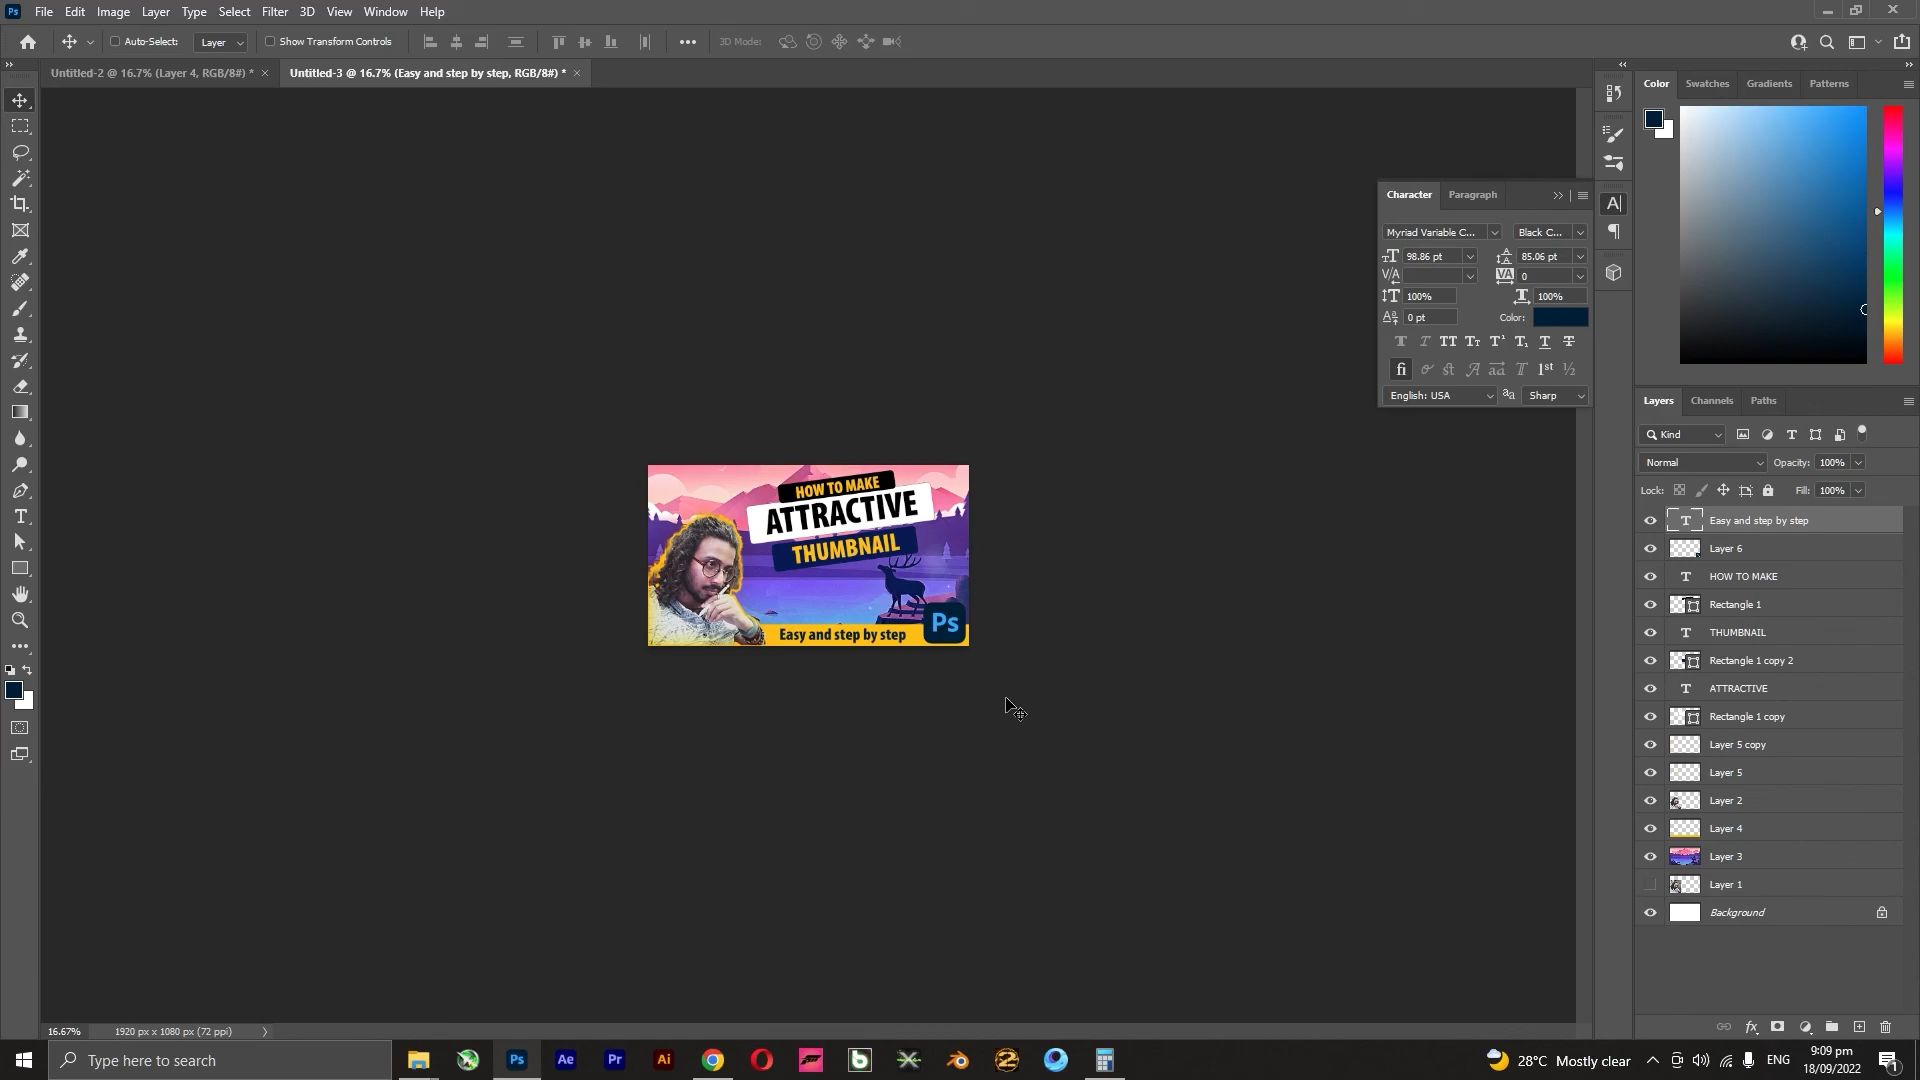 Ps File Edit Image Layer Type Select Filter 3D View Window Help
Auto-Select: Layer Show Transform Controls 3D Mode:
Untitled-2 @ 16.7% (Layer 4, RGB/8#) * × Untitled-3 @ 16.7% (Easy and step by step, RGB/8#) * ×
Color Swatches Gradients Patterns
Character Paragraph
Myriad Variable C... Black C...
98.86 pt 85.06 pt
0
100% 100%
0 pt Color:
English: USA Sharp
HOW TO MAKE
ATTRACTIVE
THUMBNAIL
Easy and step by step
Ps
Layers Channels Paths
Kind
Normal Opacity: 100%
Lock: Fill: 100%
Easy and step by step
Layer 6
HOW TO MAKE
Rectangle 1
THUMBNAIL
Rectangle 1 copy 2
ATTRACTIVE
Rectangle 1 copy
Layer 5 copy
Layer 5
Layer 2
Layer 4
Layer 3
Layer 1
Background
16.67% 1920 px x 1080 px (72 ppi)
Type here to search Ps Ae Pr Ai 28°C Mostly clear ENG 9:09 pm
18/09/2022